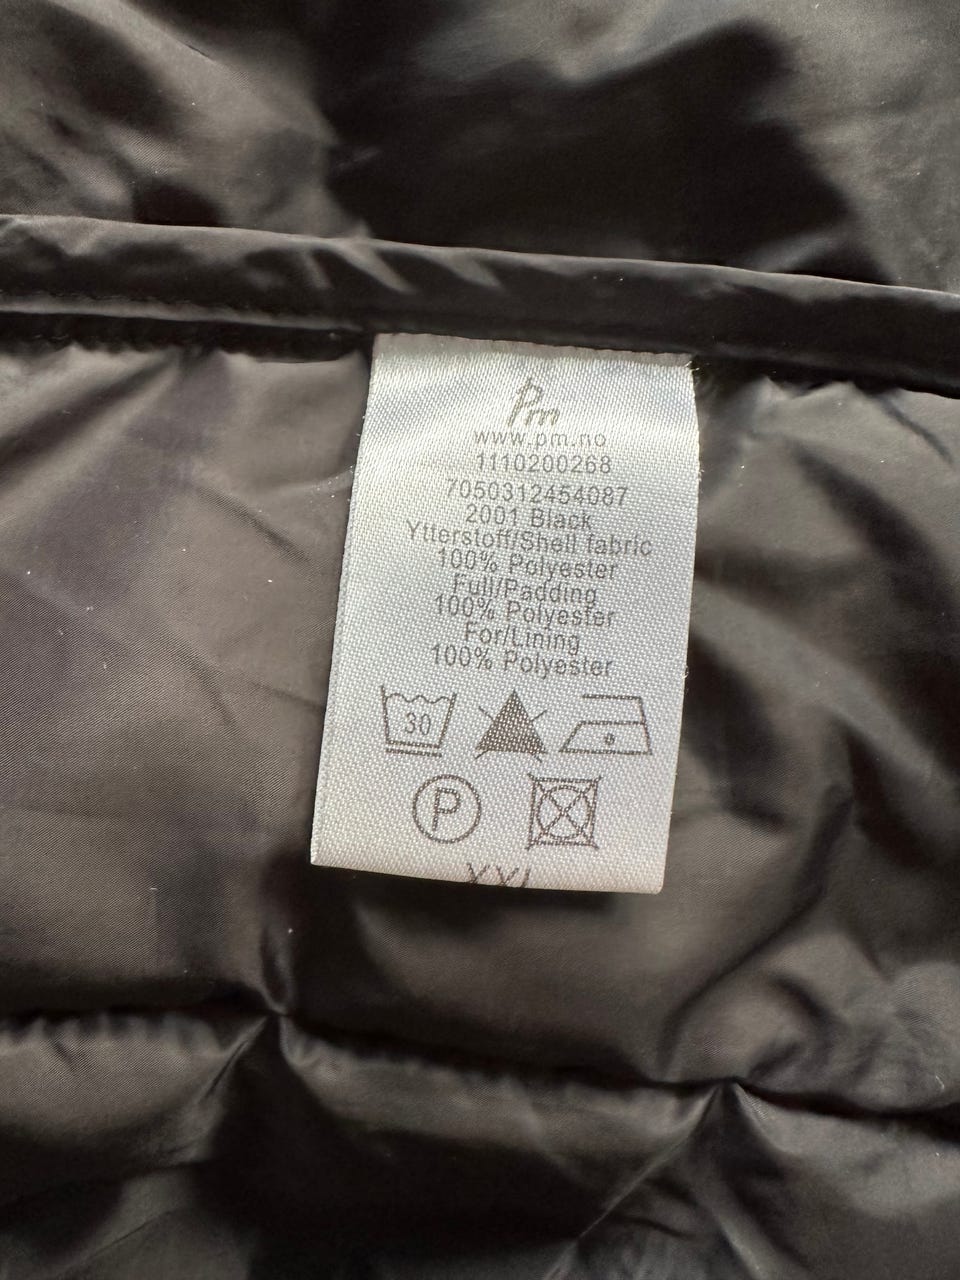 Pm
www.pm.no
1110200268
7050312454087
2001 Black
Ytterstoff/Shell fabric
100% Polyester
Full/Padding
100% Polyester
For/Lining
100% Polyester
30
P
XXL